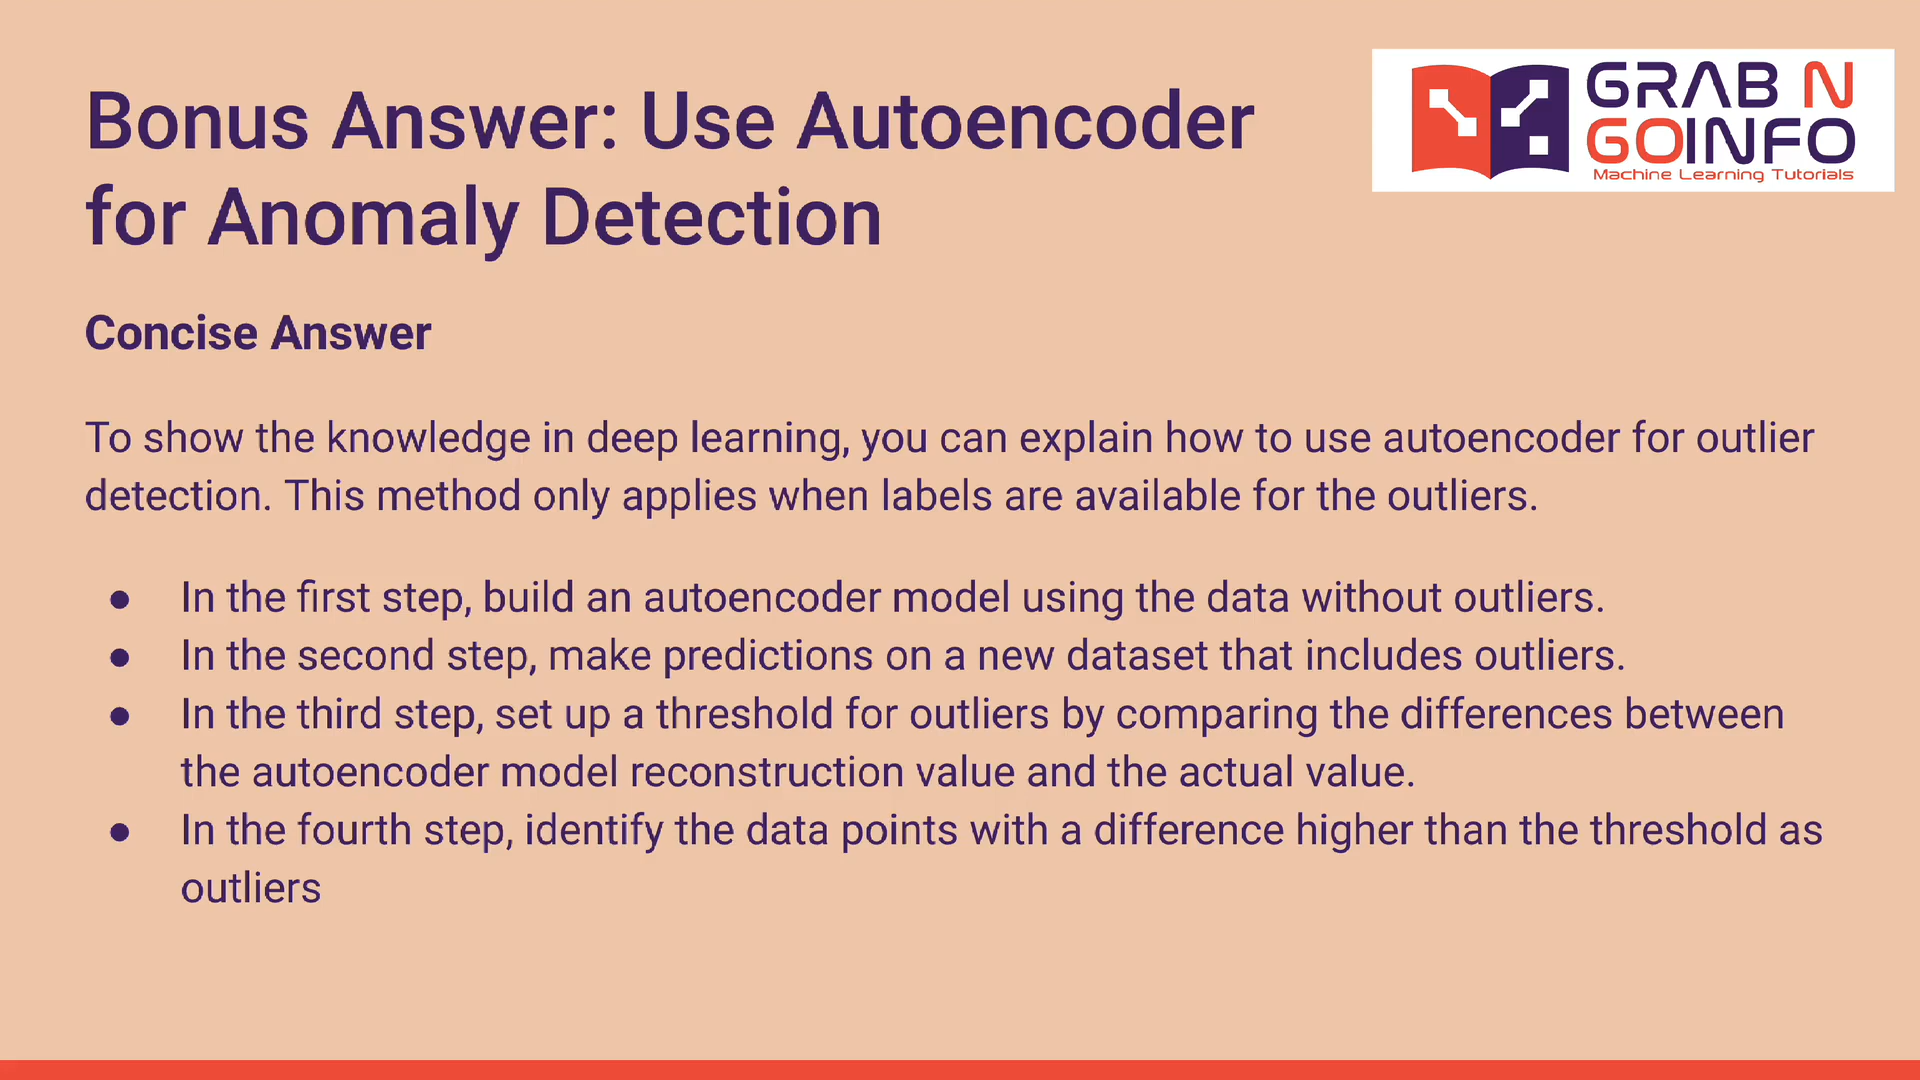 Bonus Answer: Use Autoencoder
for Anomaly Detection
GRAB N
GOINFO
Machine Learning Tutorials
Concise Answer
To show the knowledge in deep learning, you can explain how to use autoencoder for outlier
detection. This method only applies when labels are available for the outliers.
● In the first step, build an autoencoder model using the data without outliers.
● In the second step, make predictions on a new dataset that includes outliers.
● In the third step, set up a threshold for outliers by comparing the differences between
the autoencoder model reconstruction value and the actual value.
● In the fourth step, identify the data points with a difference higher than the threshold as
outliers